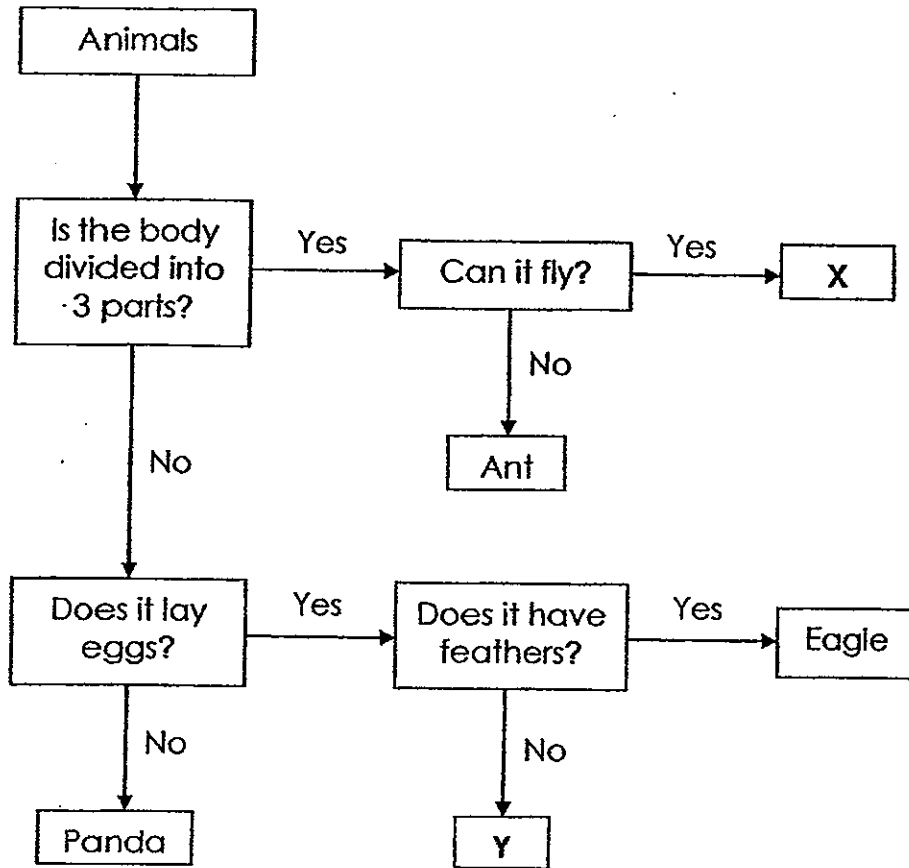 Animals
Is the body
divided into
3 parts?
Yes
Can it fly?
Yes
X
No
Ant
No
Does it lay
eggs?
Yes
Does it have
feathers?
Yes
Eagle
No
Panda
No
Y